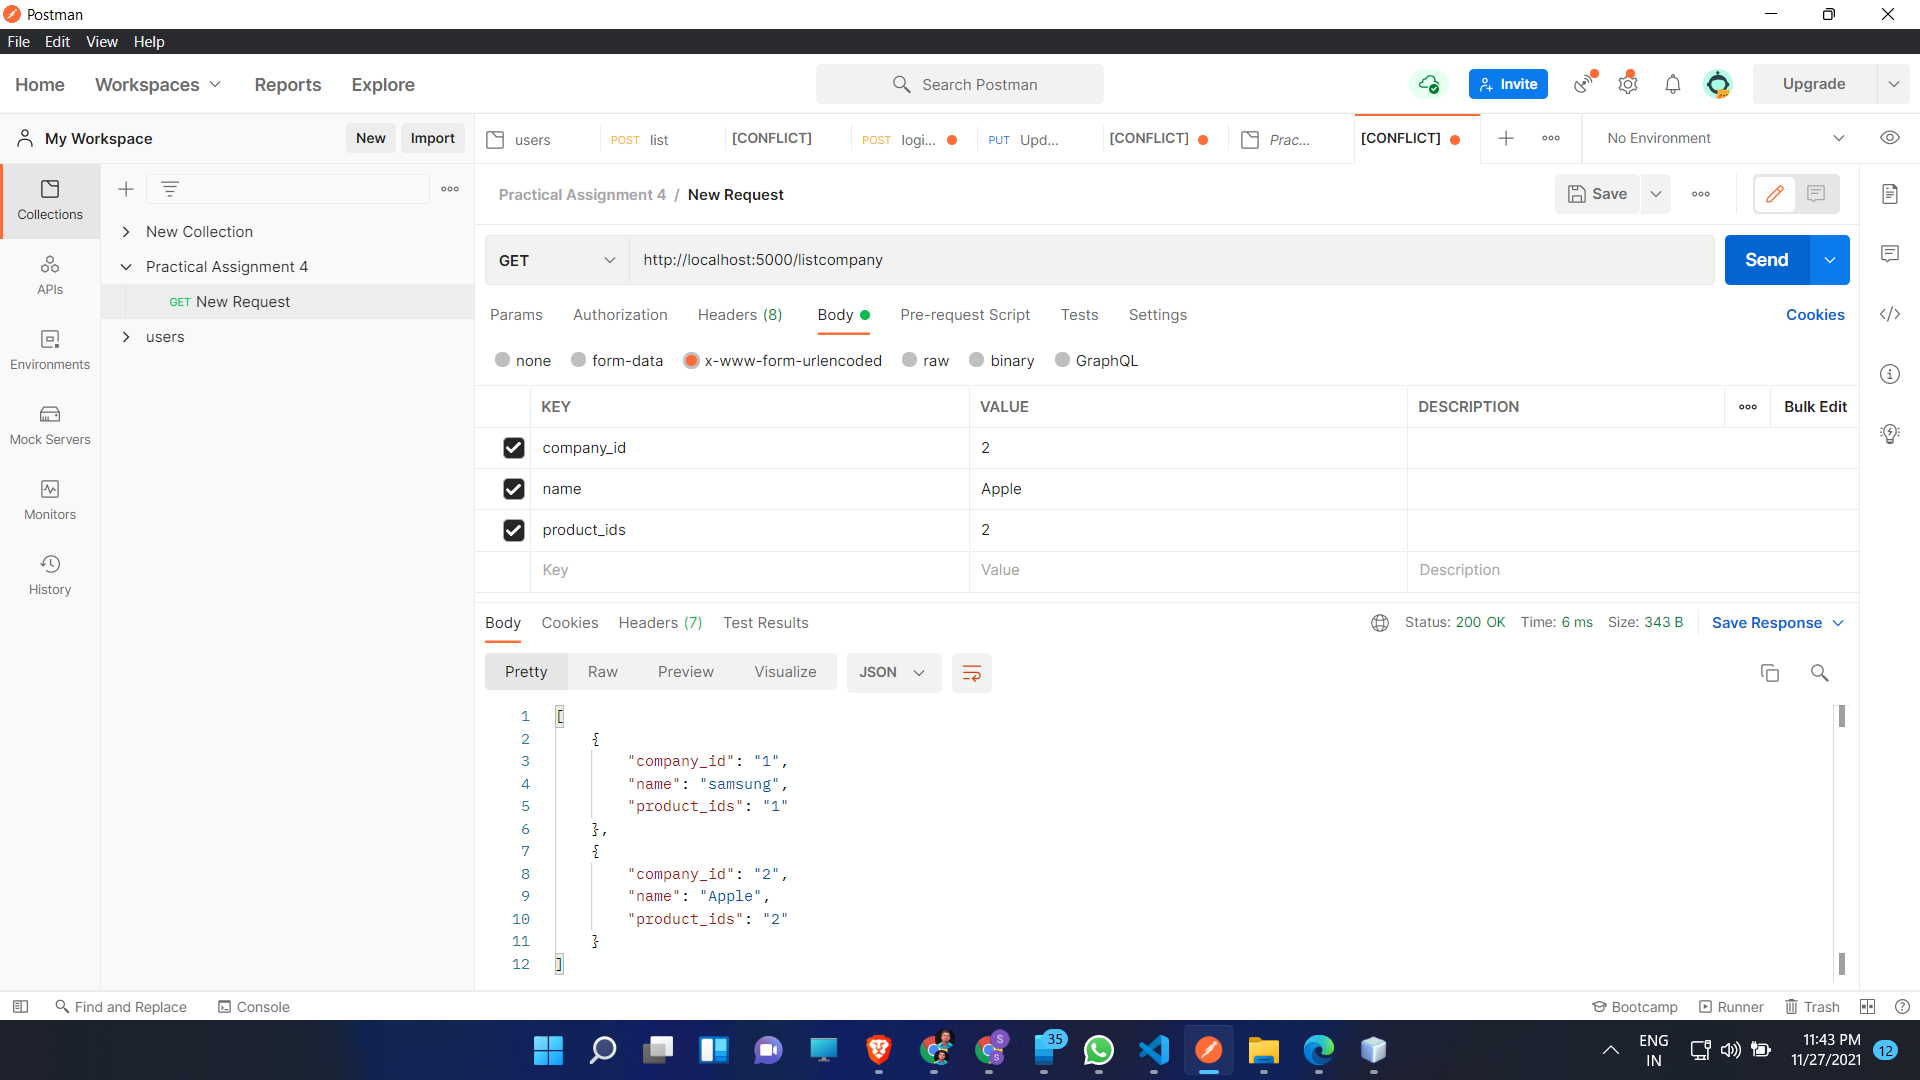 Postman
File Edit View Help
Home Workspaces Reports Explore Search Postman Invite Upgrade
My Workspace New Import
users POST list [CONFLICT] POST logi... PUT Upd... [CONFLICT] Prac... [CONFLICT] No Environment
Collections
APIs
Environments
Mock Servers
Monitors
History
New Collection
Practical Assignment 4
GET New Request
users
Practical Assignment 4 / New Request Save
GET http://localhost:5000/listcompany Send
Params Authorization Headers (8) Body Pre-request Script Tests Settings Cookies
none form-data x-www-form-urlencoded raw binary GraphQL
KEY VALUE DESCRIPTION Bulk Edit
company_id 2
name Apple
product_ids 2
Key Value Description
Body Cookies Headers (7) Test Results Status: 200 OK Time: 6 ms Size: 343 B Save Response
Pretty Raw Preview Visualize JSON
1 [
2 {
3 "company_id": "1",
4 "name": "samsung",
5 "product_ids": "1"
6 },
7 {
8 "company_id": "2",
9 "name": "Apple",
10 "product_ids": "2"
11 }
12 ]
Find and Replace Console Bootcamp Runner Trash
S
S
35
ENG
IN
11:43 PM
11/27/2021
12